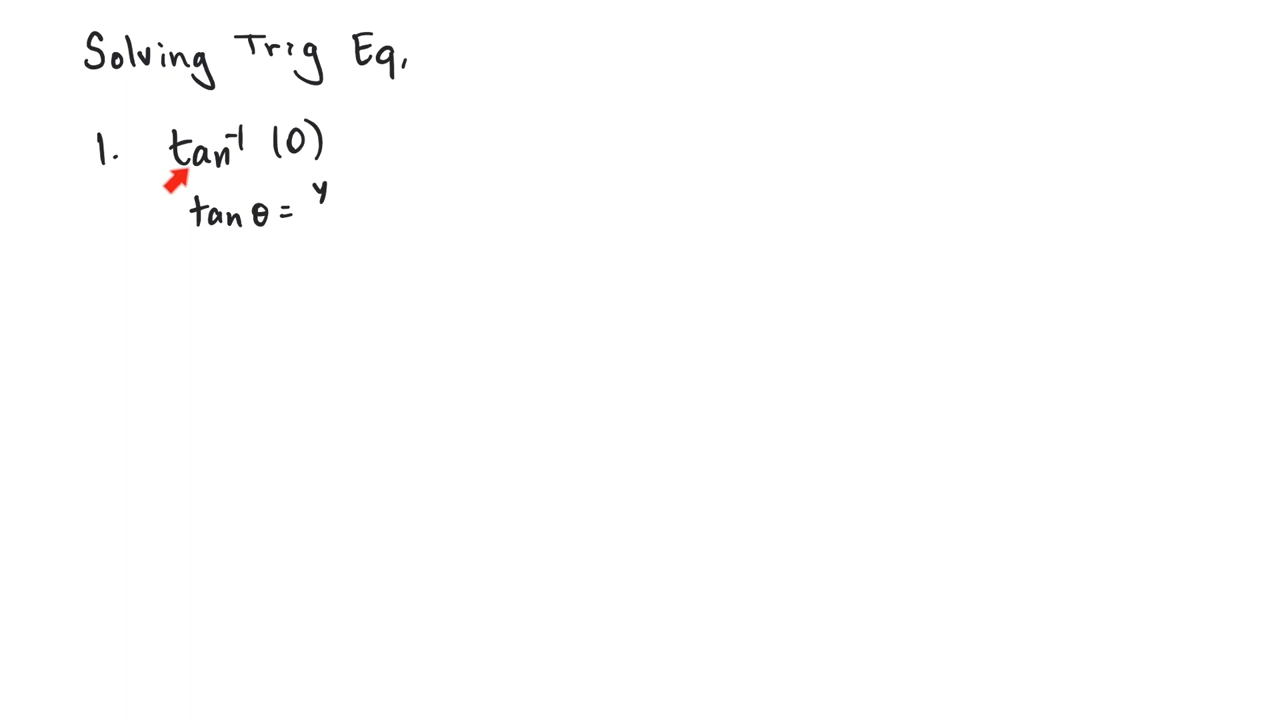 Solving Trig Eq.
1. tan⁻¹ (0)
tan θ = y